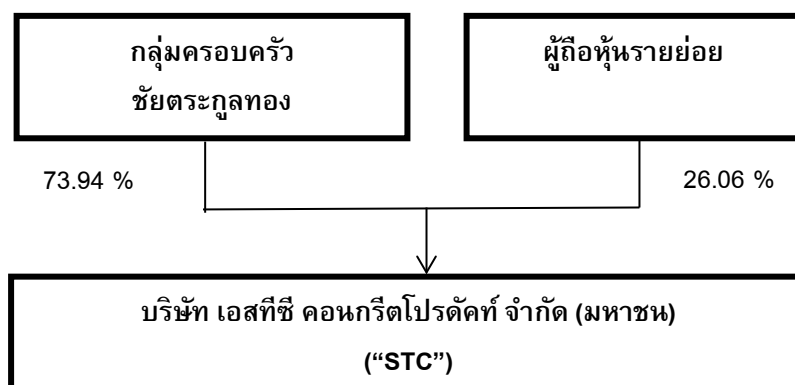 กลุ่มครอบครัว
ชัยตระกูลทอง
ผู้ถือหุ้นรายย่อย
73.94 %
26.06 %
บริษัท เอสทีซี คอนกรีตโปรดัคท์ จำกัด (มหาชน)
(“STC”)